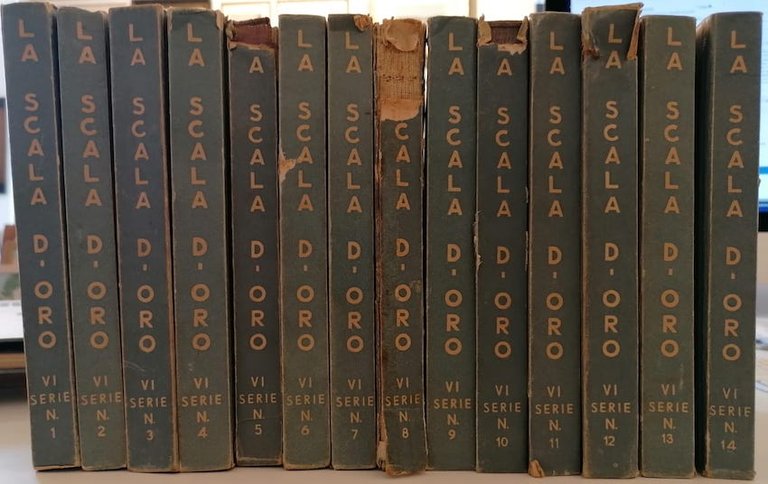 LA SCALA D'ORO
VI
SERIE
N.
1
LA SCALA D'ORO
VI
SERIE
N.
2
LA SCALA D'ORO
VI
SERIE
N.
3
LA SCALA D'ORO
VI
SERIE
N.
4
A SCALA D'ORO
VI
SERIE
N.
5
LA SCALA D'ORO
VI
SERIE
N.
6
LA SCALA D'ORO
VI
SERIE
N.
7
CALA D'ORO
VI
SERIE
N.
8
LA SCALA D'ORO
VI
SERIE
N.
9
A SCALA D'ORO
VI
SERIE
N.
10
LA SCALA D'ORO
VI
SERIE
N.
11
LA SCALA D'ORO
VI
SERIE
N.
12
LA SCALA D'ORO
VI
SERIE
N.
13
LA SCALA D'ORO
VI
SERIE
N.
14